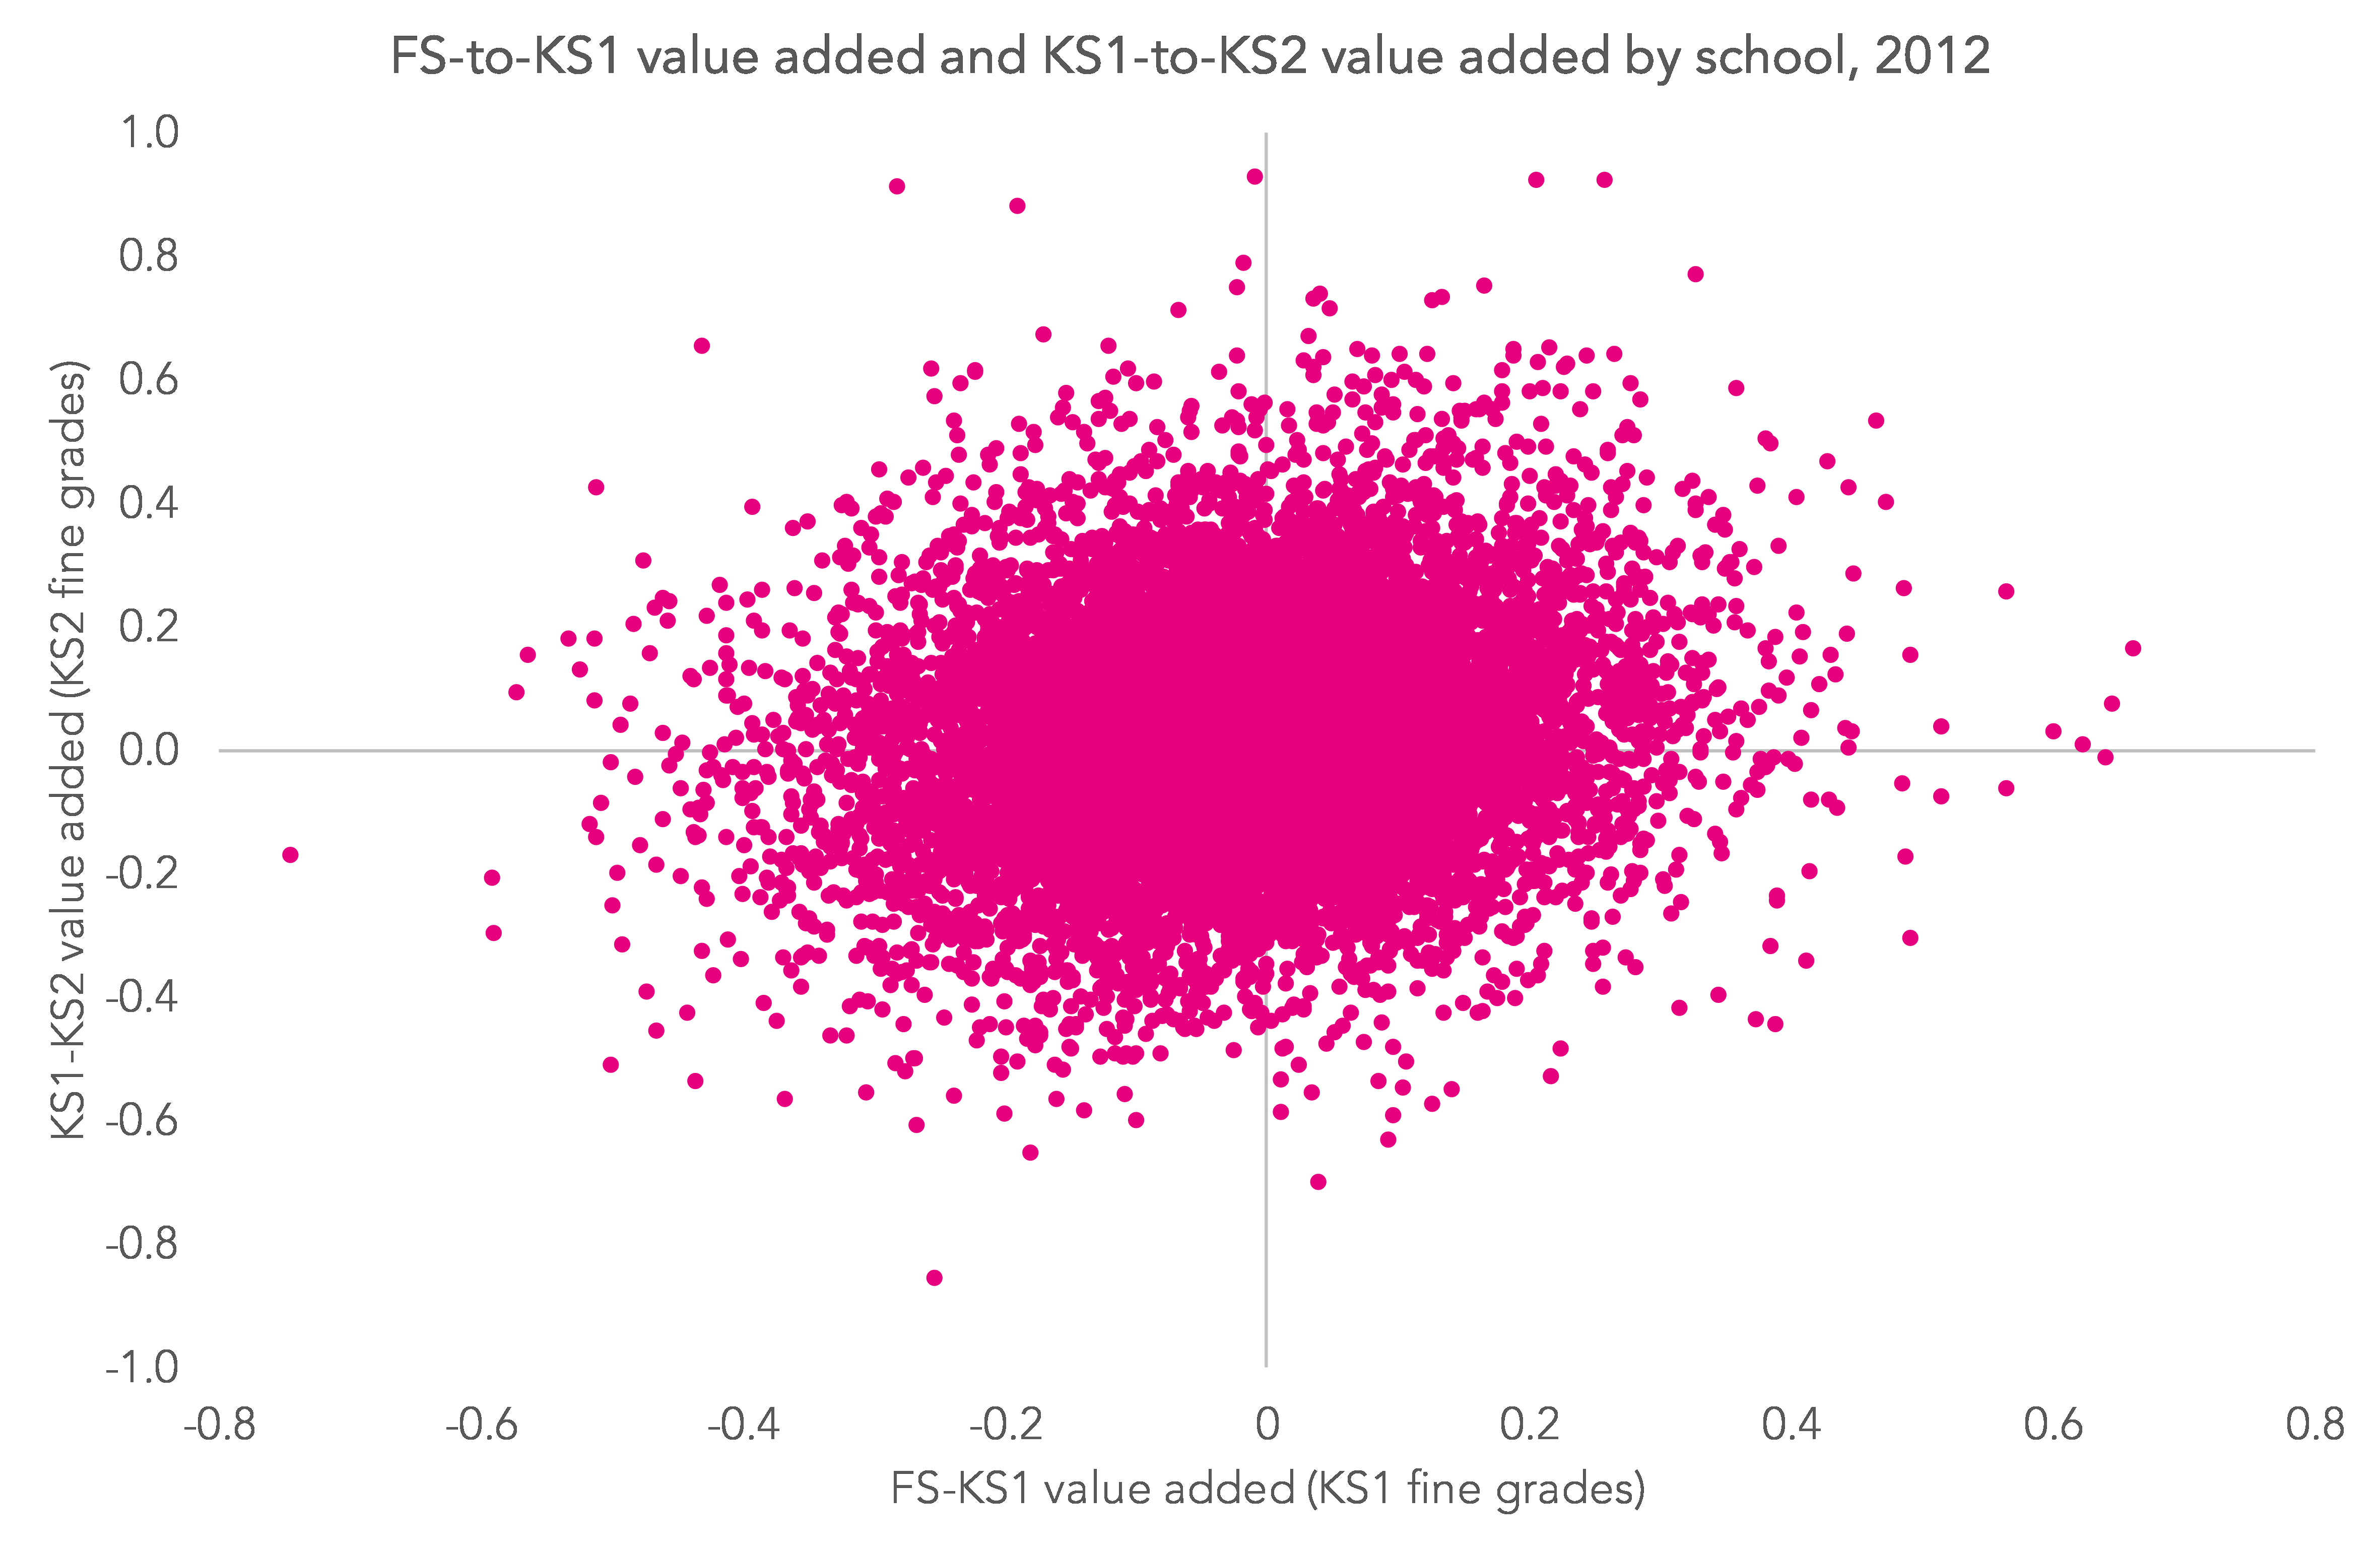 FS-to-KS1 value added and KS1-to-KS2 value added by school, 2012
KS1-KS2 value added (KS2 fine grades)
1.0
0.8
0.6
0.4
0.2
0.0
-0.2
-0.4
-0.6
-0.8
-1.0
-0.8 -0.6 -0.4 -0.2 0 0.2 0.4 0.6 0.8
FS-KS1 value added (KS1 fine grades)